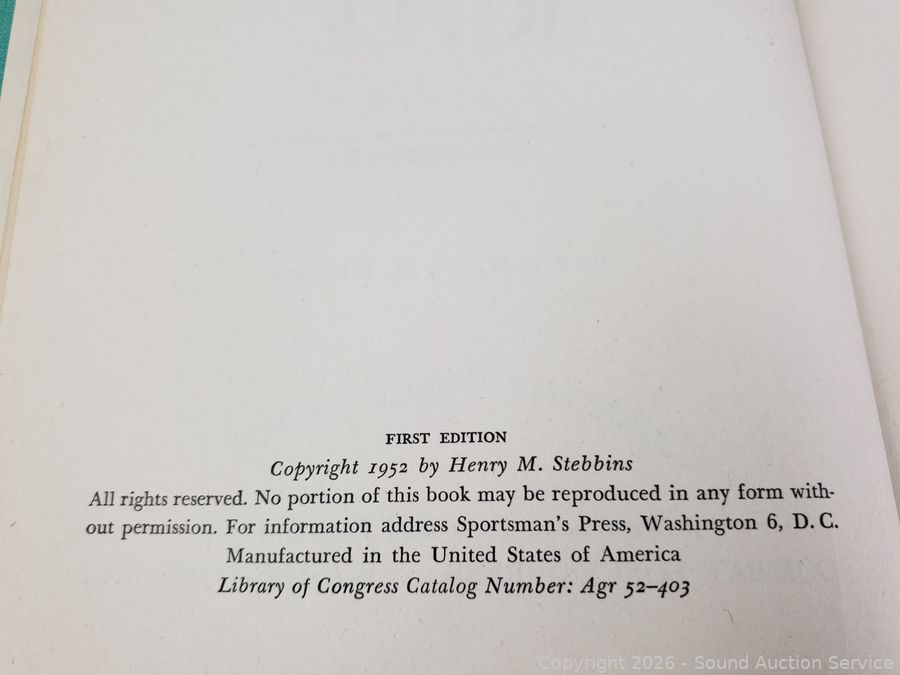 FIRST EDITION
Copyright 1952 by Henry M. Stebbins
All rights reserved. No portion of this book may be reproduced in any form with-
out permission. For information address Sportsman's Press, Washington 6, D. C.
Manufactured in the United States of America
Library of Congress Catalog Number: Agr 52–403
Copyright 2026 - Sound Auction Service